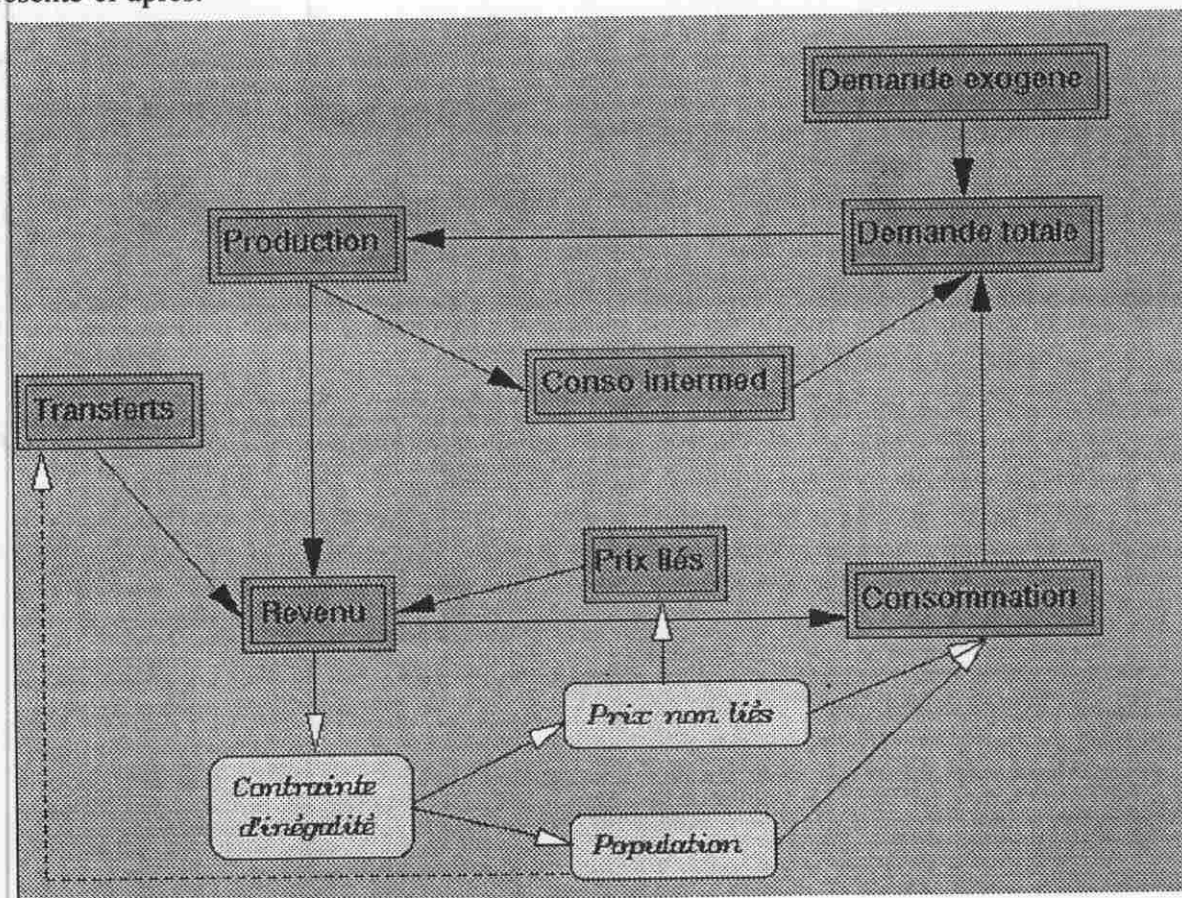 Demande exogene
Production
Demande totale
Conso intermed
Transferts
Prix liés
Revenu
Consommation
Prix non liés
Contrainte
d'inégalité
Population